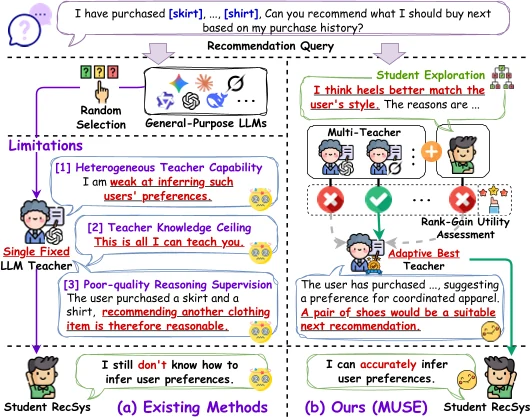 I have purchased [skirt], ..., [shirt], Can you recommend what I should buy next
based on my purchase history?
Recommendation Query
? ? ?
Random
Selection
...
General-Purpose LLMs
Limitations
[1] Heterogeneous Teacher Capability
I am weak at inferring such
users' preferences.
[2] Teacher Knowledge Ceiling
This is all I can teach you.
Single Fixed
LLM Teacher
[3] Poor-quality Reasoning Supervision
The user purchased a skirt and a
shirt, recommending another clothing
item is therefore reasonable.
I still don't know how to
infer user preferences.
Student RecSys
(a) Existing Methods
Student Exploration
I think heels better match the
user's style. The reasons are ...
Multi-Teacher
...
...
Rank-Gain Utility
Assessment
Adaptive Best
Teacher
The user has purchased ..., suggesting
a preference for coordinated apparel.
A pair of shoes would be a suitable
next recommendation.
I can accurately infer
user preferences.
(b) Ours (MUSE)
Student RecSys